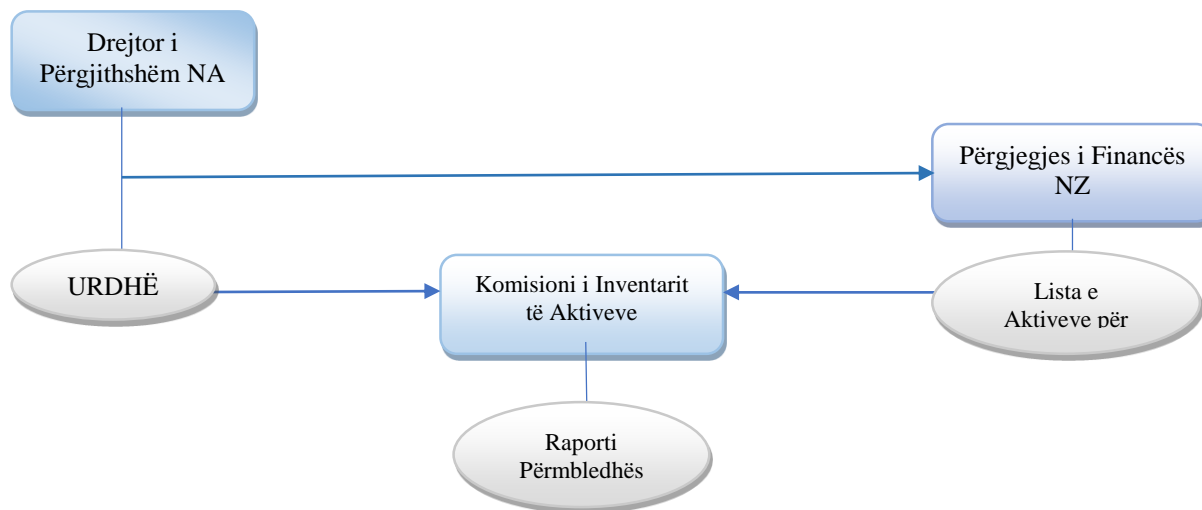 Drejtor i
Përgjithshëm NA
Përgjegjes i Financës
NZ
URDHË
Komisioni i Inventarit
të Aktiveve
Lista e
Aktiveve për
Raporti
Përmbledhës